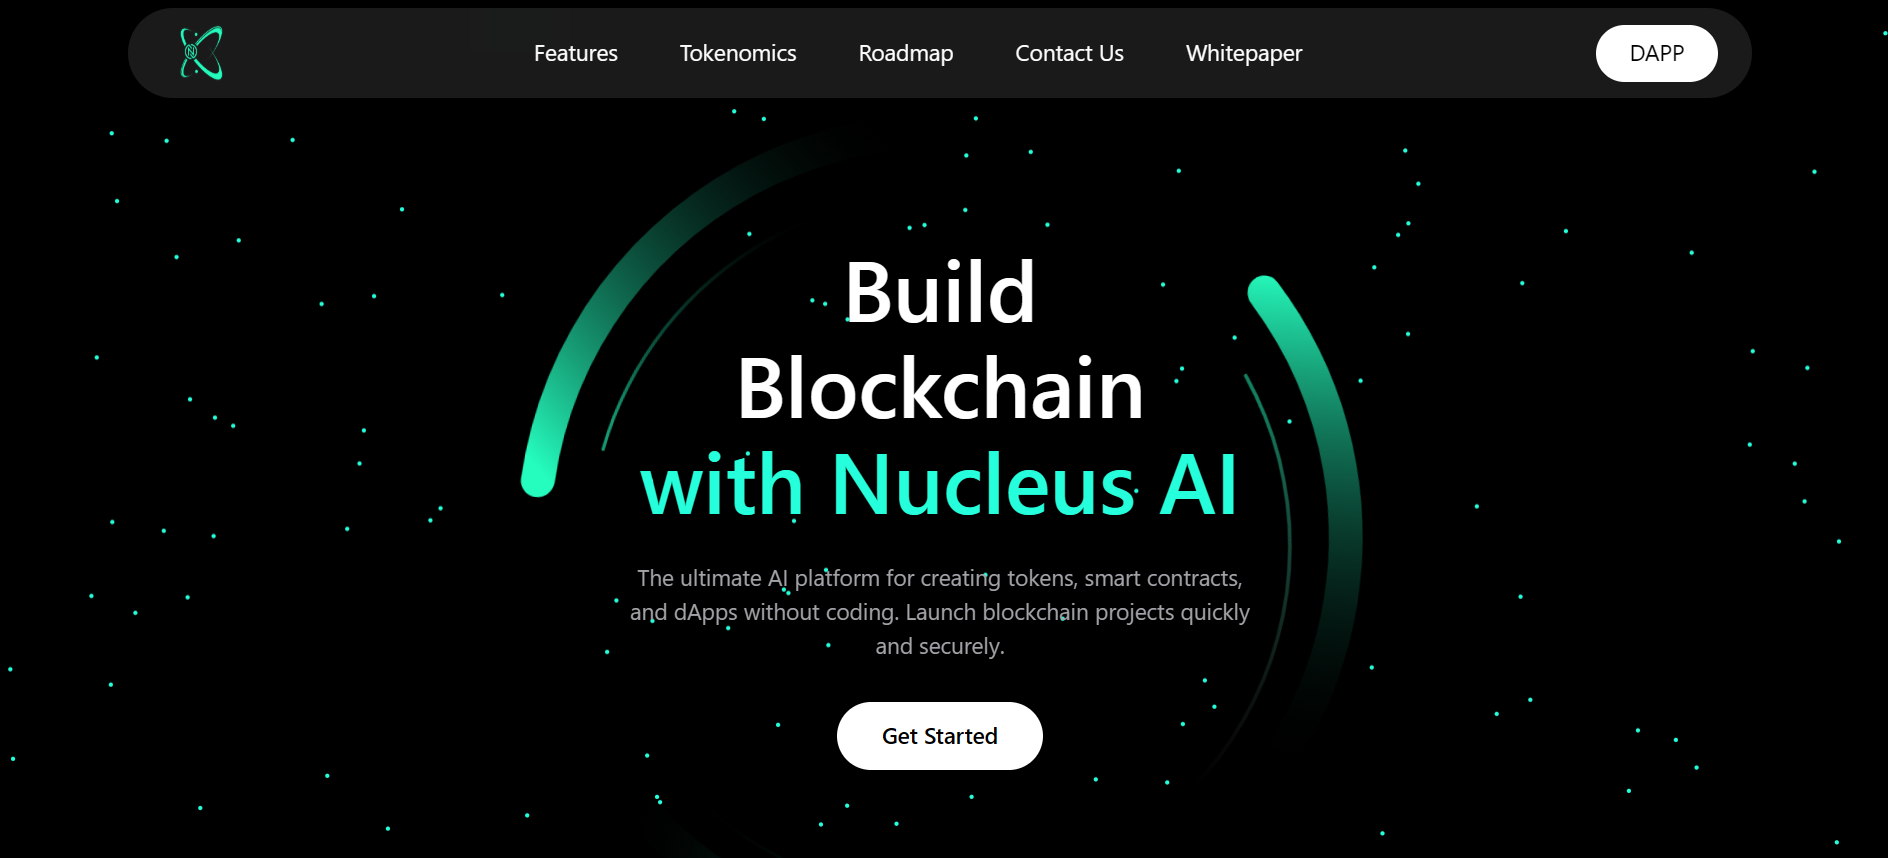 Features
Tokenomics
Roadmap
Contact Us
Whitepaper
DAPP
Build
Blockchain
with Nucleus AI
The ultimate AI platform for creating tokens, smart contracts,
and dApps without coding. Launch blockchain projects quickly
and securely.
Get Started